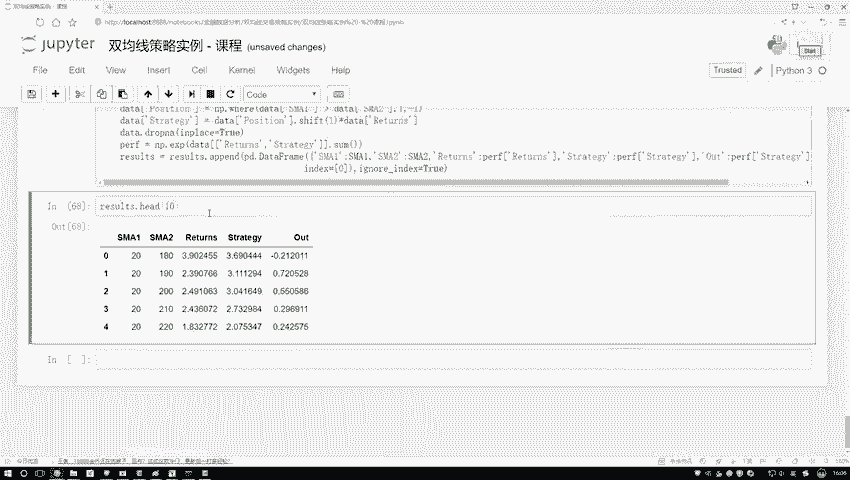 双均线策略实例
http://localhost:8888/notebooks/
jupyter 双均线策略实例 - 课程 (unsaved changes)
Start
File Edit View Insert Cell Kernel Widgets Help
Trusted Python 3
Code
data['Position'] = np.where(data['SMA1'] > data['SMA2'],1,-1)
data['Strategy'] = data['Position'].shift(1)*data['Returns']
data.dropna(inplace=True)
perf = np.exp(data[['Returns','Strategy']].sum())
results = results.append(pd.DataFrame({'SMA1':SMA1,'SMA2':SMA2,'Returns':perf['Returns'],'Strategy':perf['Strategy'],'Out':perf['Strategy']
index=[0]),ignore_index=True)
In [68]: results.head(10)
Out[68]:
SMA1 SMA2 Returns Strategy Out
0 20 180 3.902455 3.690444 -0.212011
1 20 190 2.390766 3.111294 0.720528
2 20 200 2.491063 3.041649 0.550586
3 20 210 2.436072 2.732984 0.296911
4 20 220 1.832772 2.075347 0.242575
In [ ]:
16:06